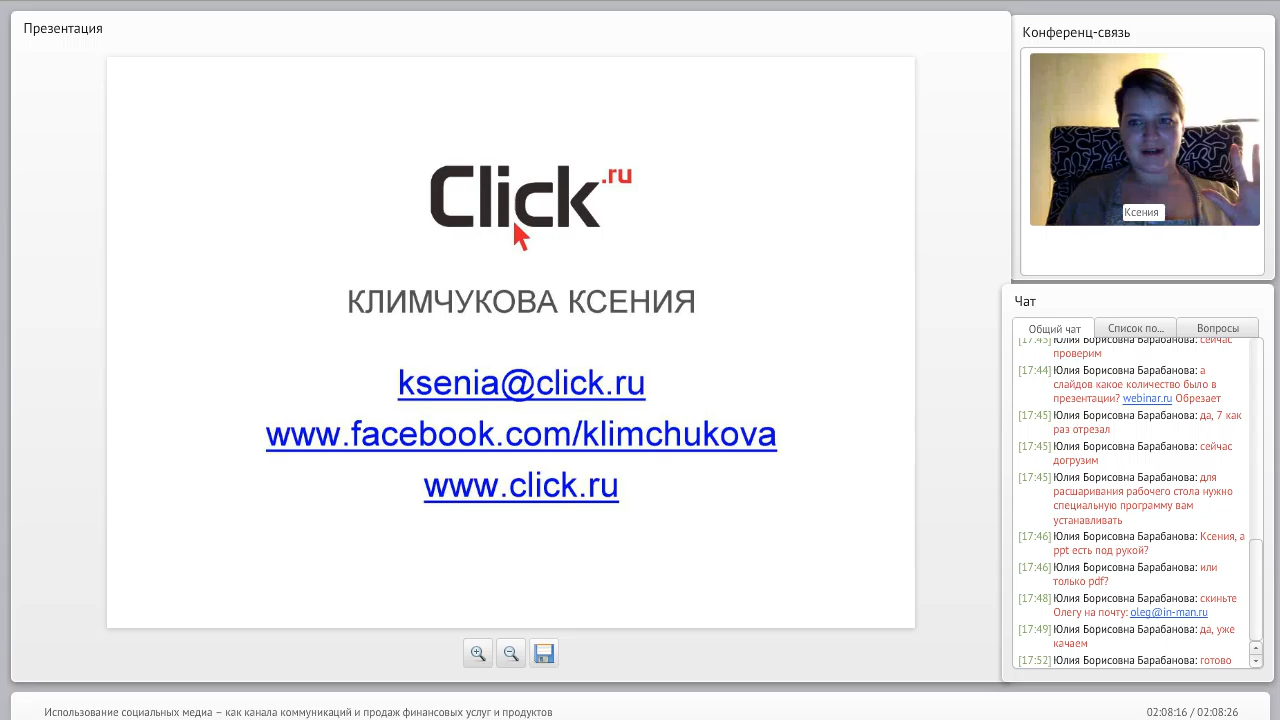 Презентация
Click.ru
КЛИМЧУКОВА КСЕНИЯ
ksenia@click.ru
www.facebook.com/klimchukova
www.click.ru
Конференц-связь
Ксения
Чат
Общий чат
Список по...
Вопросы
[17:43] Юлия Борисовна Барабанова: сейчас
проверим
[17:44] Юлия Борисовна Барабанова: а
слайдов какое количество было в
презентации? webinar.ru Обрезает
[17:45] Юлия Борисовна Барабанова: да, 7 как
раз отрезал
[17:45] Юлия Борисовна Барабанова: сейчас
догрузим
[17:45] Юлия Борисовна Барабанова: для
расшаривания рабочего стола нужно
специальную программу вам
устанавливать
[17:46] Юлия Борисовна Барабанова: Ксения, а
ppt есть под рукой?
[17:46] Юлия Борисовна Барабанова: или
только pdf?
[17:48] Юлия Борисовна Барабанова: скиньте
Олегу на почту: oleg@in-man.ru
[17:49] Юлия Борисовна Барабанова: да, уже
качаем
[17:52] Юлия Борисовна Барабанова: готово
Использование социальных медиа – как канала коммуникаций и продаж финансовых услуг и продуктов
02:08:16 / 02:08:26